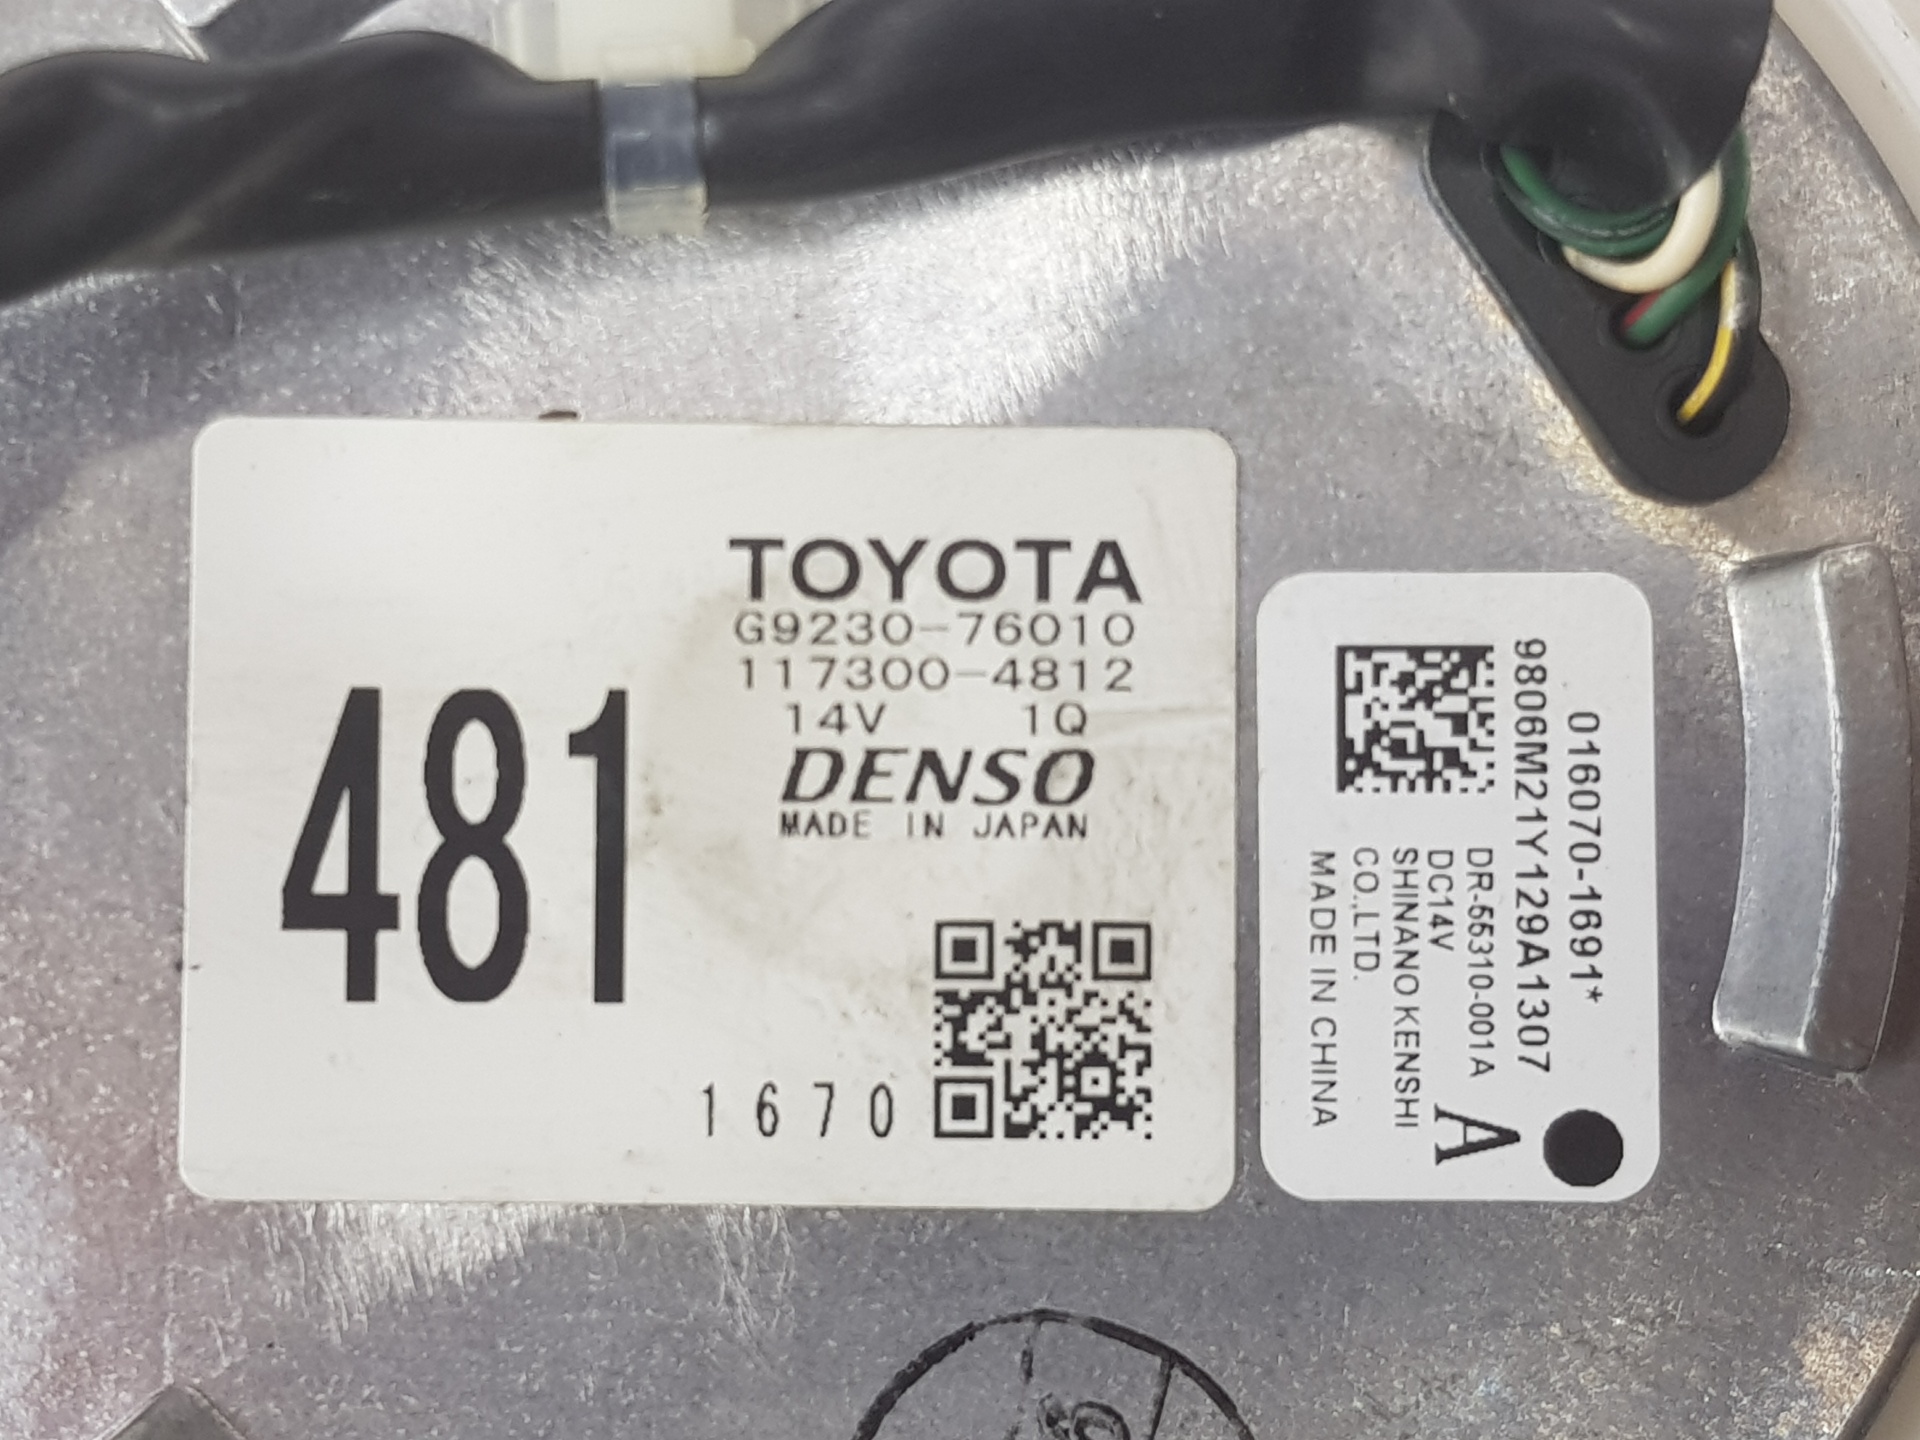 TOYOTA
G9230-76010
117300-4812
14V 1Q
DENSO
MADE IN JAPAN
481
1670
016070-1691*
9806M21Y129A1307
DR-55310-001A
DC14V
SHINANO KENSHI
CO.,LTD.
MADE IN CHINA
A